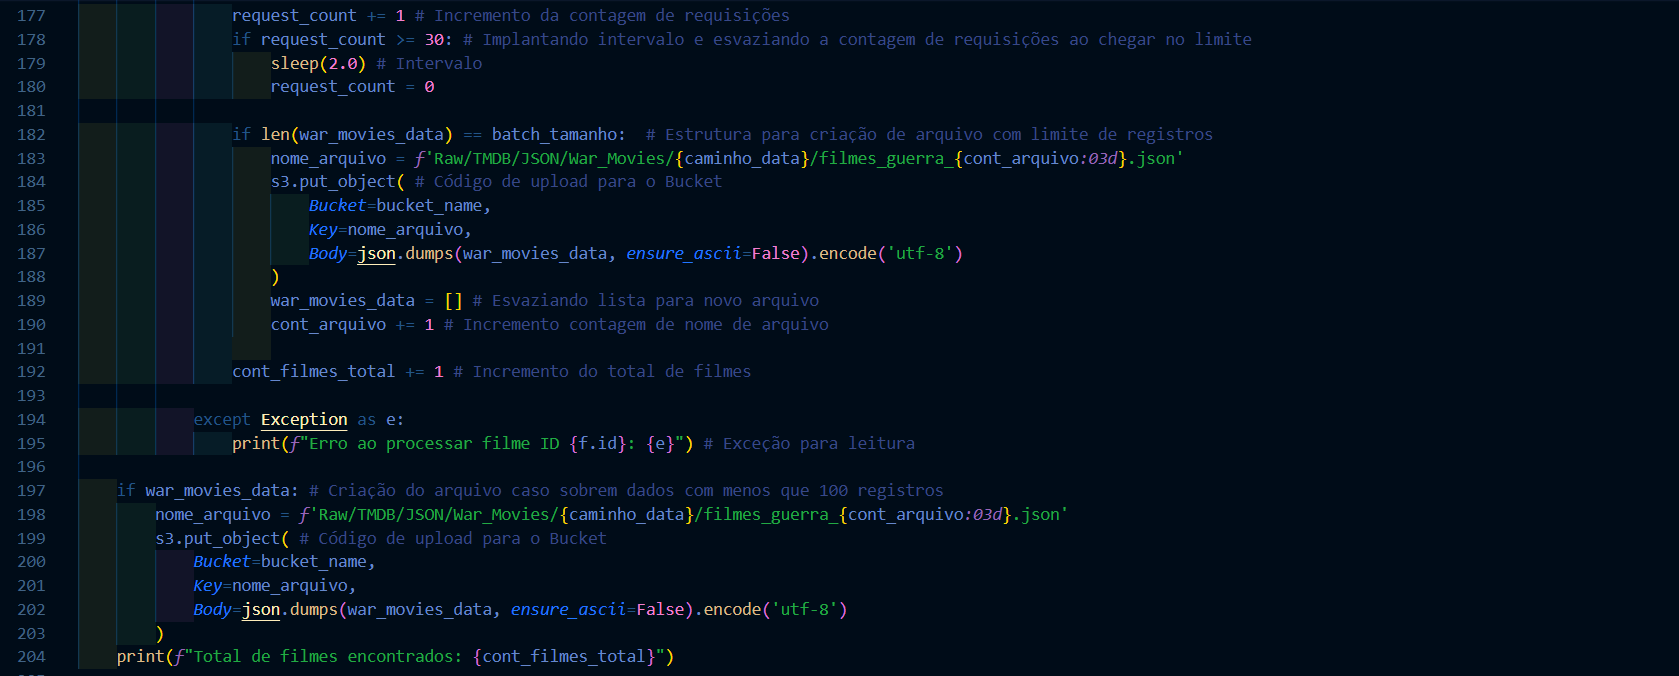 177 request_count += 1 # Incremento da contagem de requisições
178 if request_count >= 30: # Implantando intervalo e esvaziando a contagem de requisições ao chegar no limite
179 sleep(2.0) # Intervalo
180 request_count = 0
181
182 if len(war_movies_data) == batch_tamanho:  # Estrutura para criação de arquivo com limite de registros
183 nome_arquivo = f'Raw/TMDB/JSON/War_Movies/{caminho_data}/filmes_guerra_{cont_arquivo:03d}.json'
184 s3.put_object( # Código de upload para o Bucket
185 Bucket=bucket_name,
186 Key=nome_arquivo,
187 Body=json.dumps(war_movies_data, ensure_ascii=False).encode('utf-8')
188 )
189 war_movies_data = [] # Esvaziando lista para novo arquivo
190 cont_arquivo += 1 # Incremento contagem de nome de arquivo
191
192 cont_filmes_total += 1 # Incremento do total de filmes
193
194 except Exception as e:
195 print(f"Erro ao processar filme ID {f.id}: {e}") # Exceção para leitura
196
197 if war_movies_data: # Criação do arquivo caso sobrem dados com menos que 100 registros
198 nome_arquivo = f'Raw/TMDB/JSON/War_Movies/{caminho_data}/filmes_guerra_{cont_arquivo:03d}.json'
199 s3.put_object( # Código de upload para o Bucket
200 Bucket=bucket_name,
201 Key=nome_arquivo,
202 Body=json.dumps(war_movies_data, ensure_ascii=False).encode('utf-8')
203 )
204 print(f"Total de filmes encontrados: {cont_filmes_total}")